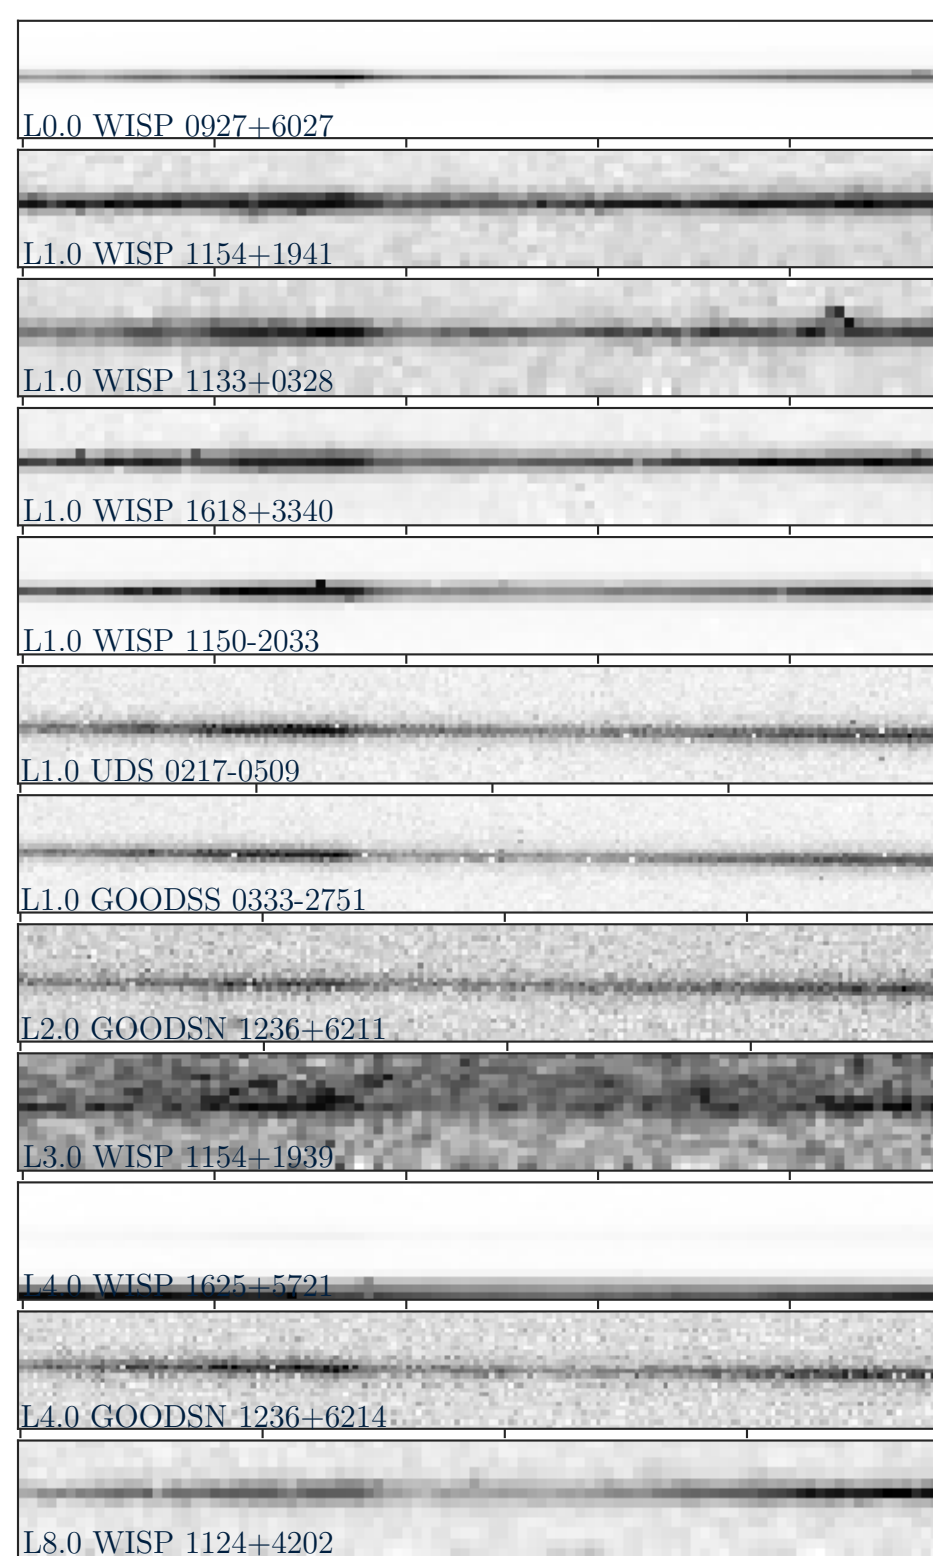 L0.0 WISP 0927+6027
L1.0 WISP 1154+1941
L1.0 WISP 1133+0328
L1.0 WISP 1618+3340
L1.0 WISP 1150-2033
L1.0 UDS 0217-0509
L1.0 GOODSS 0333-2751
L2.0 GOODSN 1236+6211
L3.0 WISP 1154+1939
L4.0 WISP 1625+5721
L4.0 GOODSN 1236+6214
L8.0 WISP 1124+4202